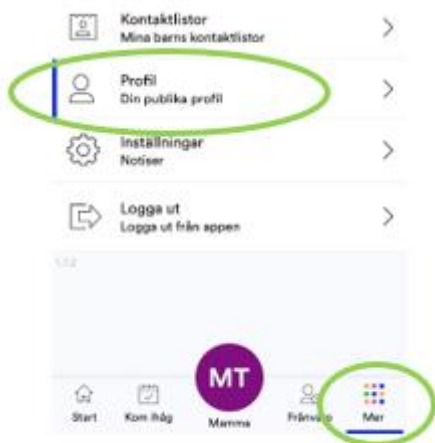 Kontaktlistor
Mina barns kontaktlistor
Profil
Din publika profil
Inställningar
Notiser
Logga ut
Logga ut från appen
MT
Start
Kom ihåg
Mamma
Frånvaro
Mer